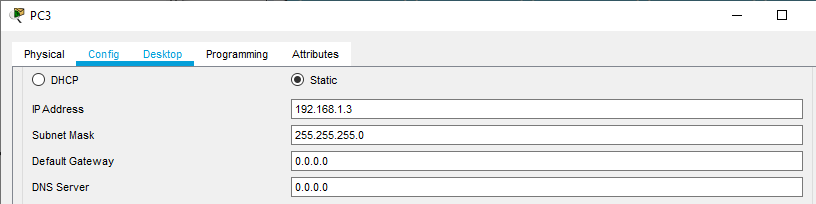 PC3
Physical Config Desktop Programming Attributes
DHCP Static
IP Address 192.168.1.3
Subnet Mask 255.255.255.0
Default Gateway 0.0.0.0
DNS Server 0.0.0.0